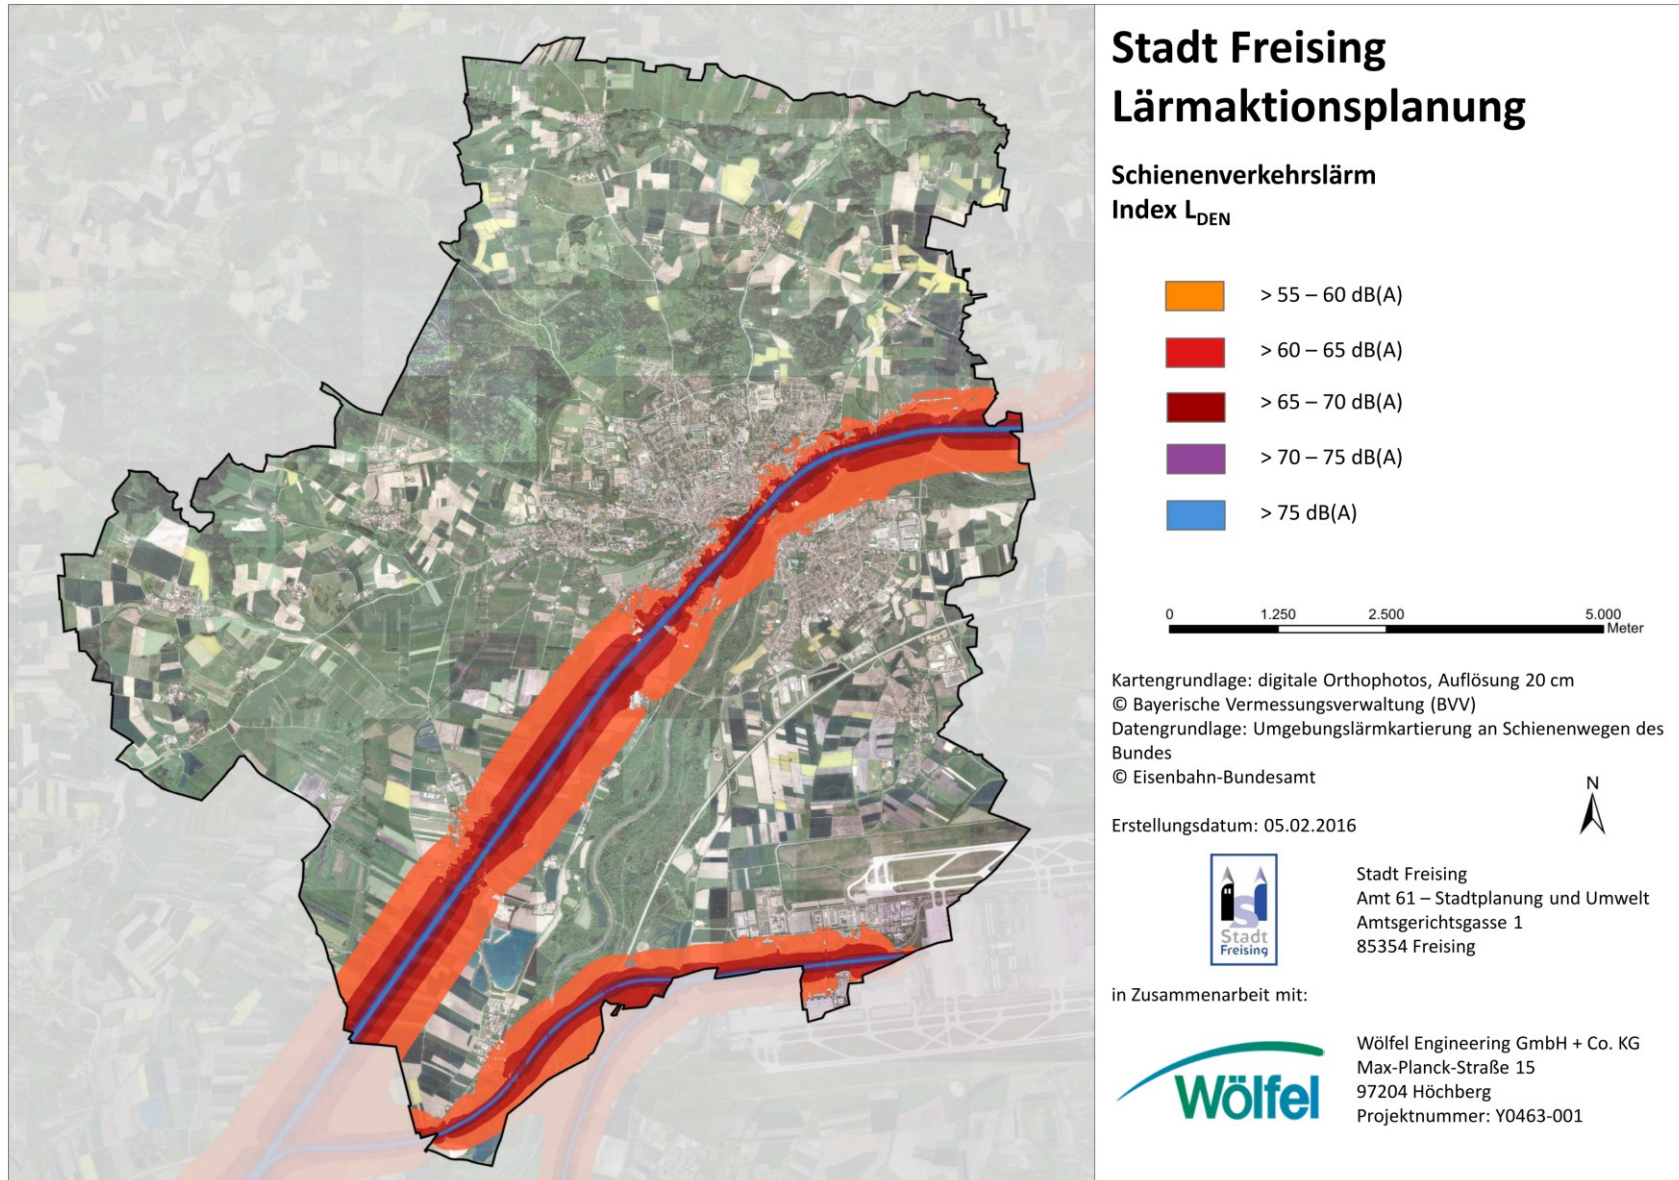 Stadt Freising
Lärmaktionsplanung
Schienenverkehrslärm
Index LDEN
> 55 – 60 dB(A)
> 60 – 65 dB(A)
> 65 – 70 dB(A)
> 70 – 75 dB(A)
> 75 dB(A)
0 1.250 2.500 5.000
Meter
Kartengrundlage: digitale Orthophotos, Auflösung 20 cm
© Bayerische Vermessungsverwaltung (BVV)
Datengrundlage: Umgebungslärmkartierung an Schienenwegen des
Bundes
© Eisenbahn-Bundesamt
N
Erstellungsdatum: 05.02.2016
Stadt
Freising
Stadt Freising
Amt 61 – Stadtplanung und Umwelt
Amtsgerichtsgasse 1
85354 Freising
in Zusammenarbeit mit:
Wölfel
Wölfel Engineering GmbH + Co. KG
Max-Planck-Straße 15
97204 Höchberg
Projektnummer: Y0463-001